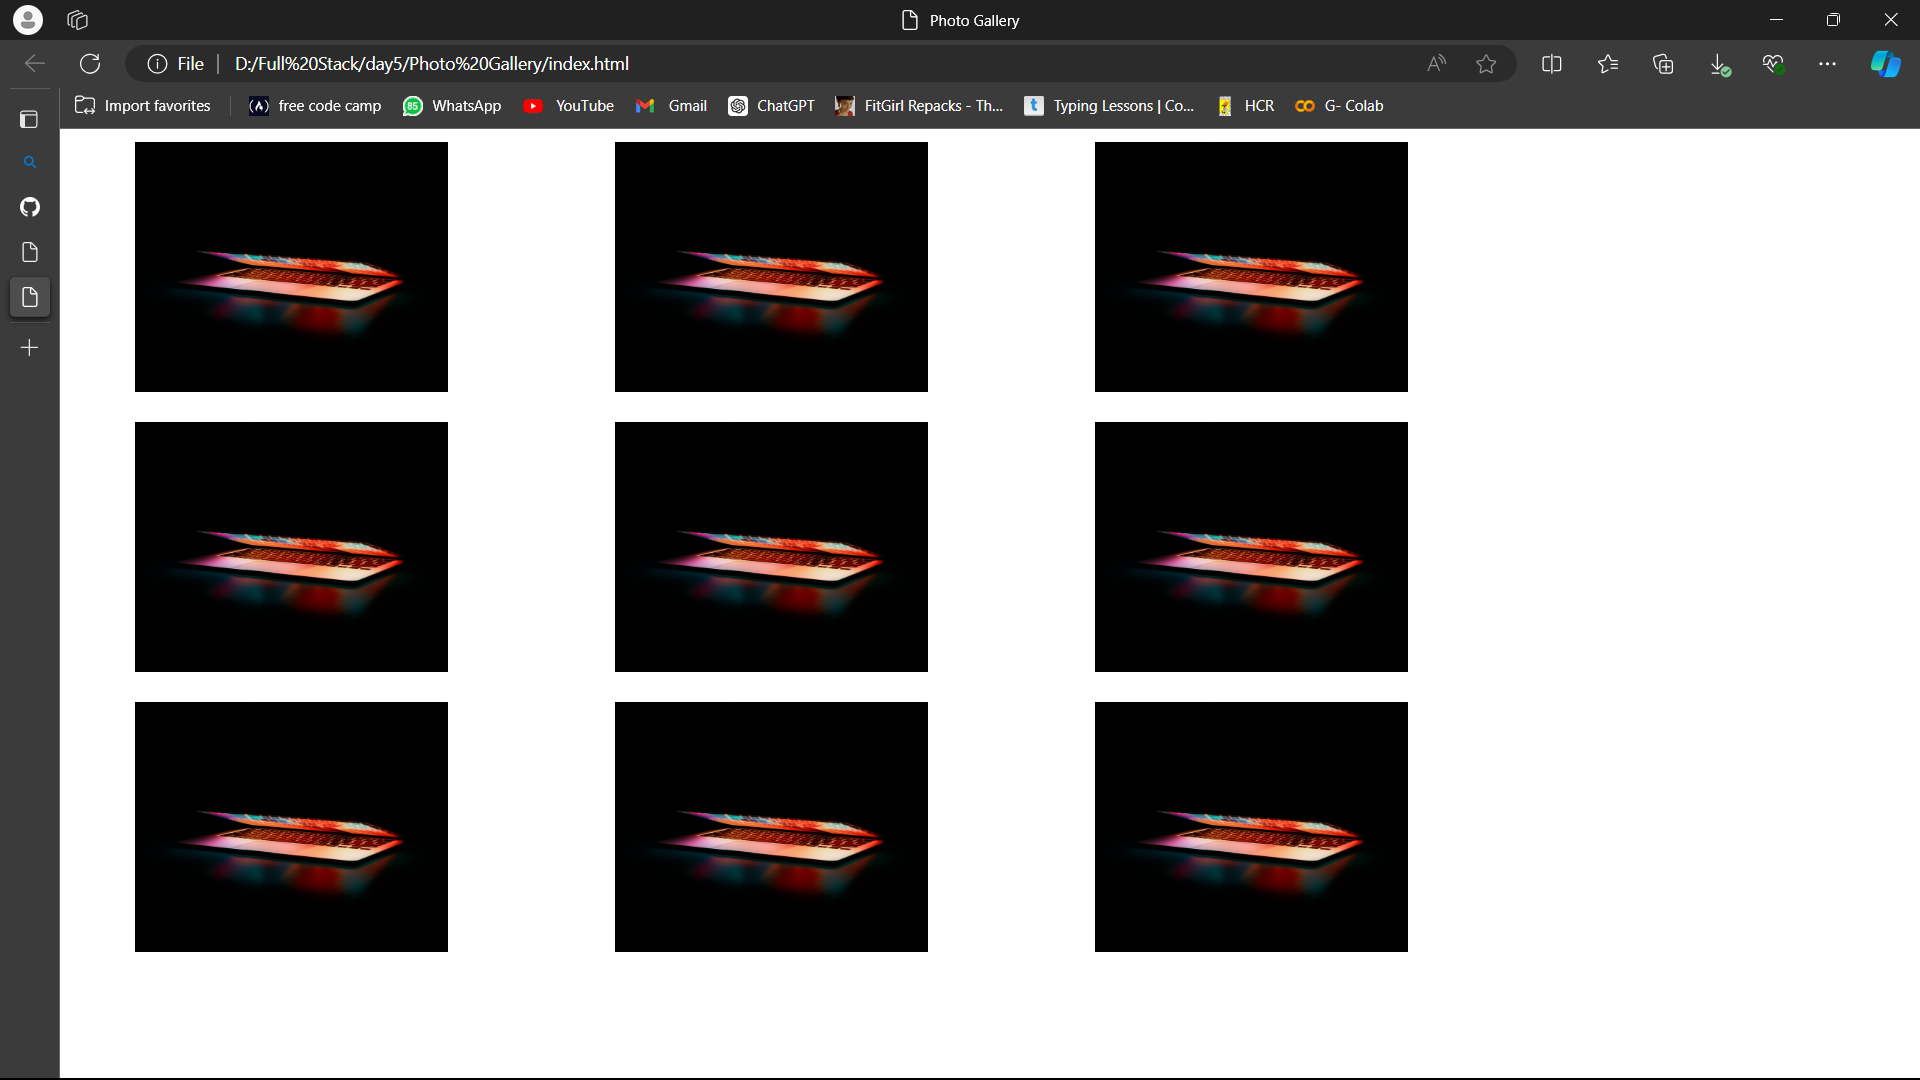 Photo Gallery
File D:/Full%20Stack/day5/Photo%20Gallery/index.html
Import favorites free code camp 85 WhatsApp YouTube Gmail ChatGPT FitGirl Repacks - Th... t Typing Lessons | Co... HCR G- Colab